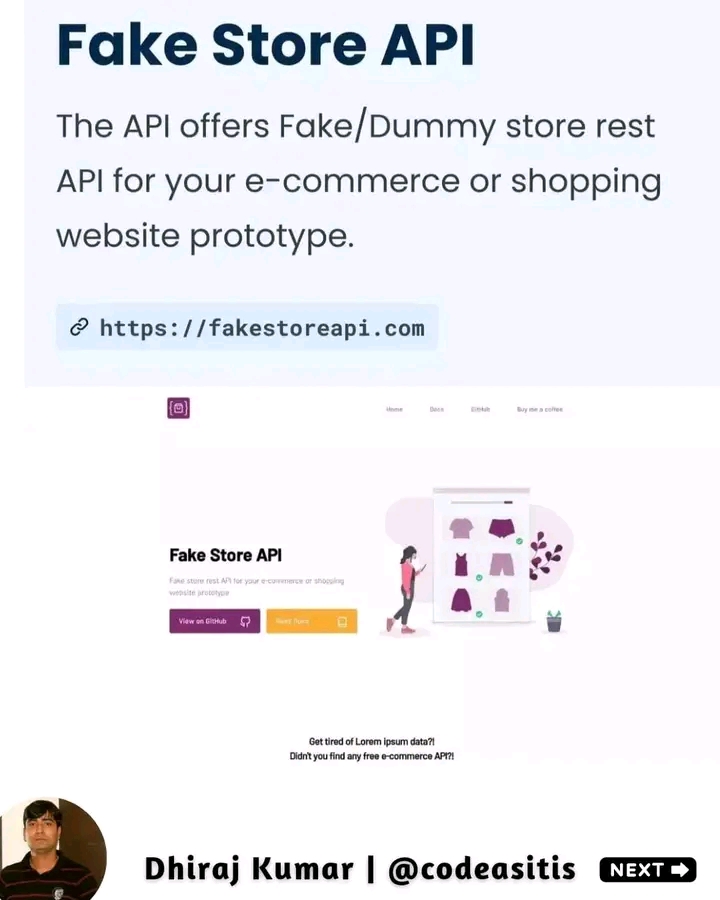 Fake Store API
The API offers Fake/Dummy store rest
API for your e-commerce or shopping
website prototype.
https://fakestoreapi.com
Home Docs GitHub Buy me a coffee
Fake Store API
Fake store rest API for your e-commerce or shopping
website prototype
View on GitHub
Get tired of Lorem ipsum data?!
Didn't you find any free e-commerce API?!
Dhiraj Kumar | @codeasitis NEXT